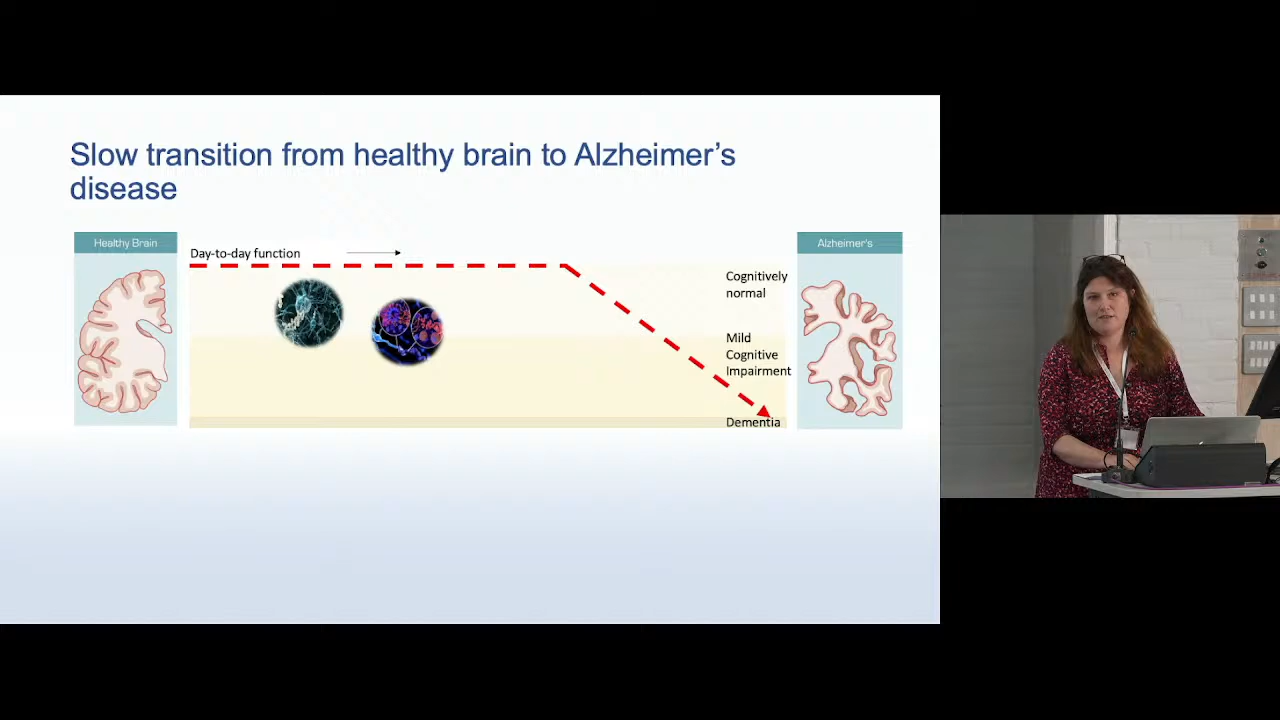 Slow transition from healthy brain to Alzheimer's
disease
Healthy Brain
Day-to-day function
Alzheimer's
Cognitively
normal
Mild
Cognitive
Impairment
Dementia